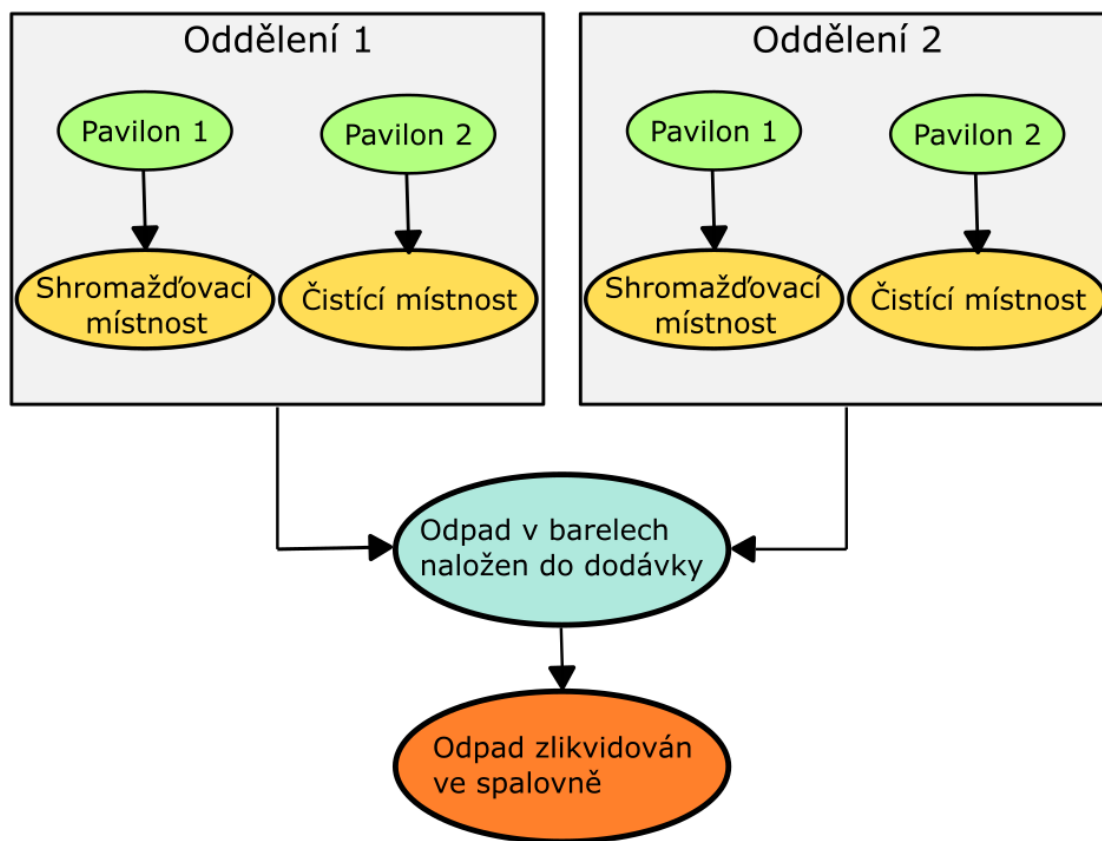 Oddělení 1
Pavilon 1
Pavilon 2
Shromažďovací
místnost
Čistící místnost
Oddělení 2
Pavilon 1
Pavilon 2
Shromažďovací
místnost
Čistící místnost
Odpad v barelech
naložen do dodávky
Odpad zlikvidován
ve spalovně